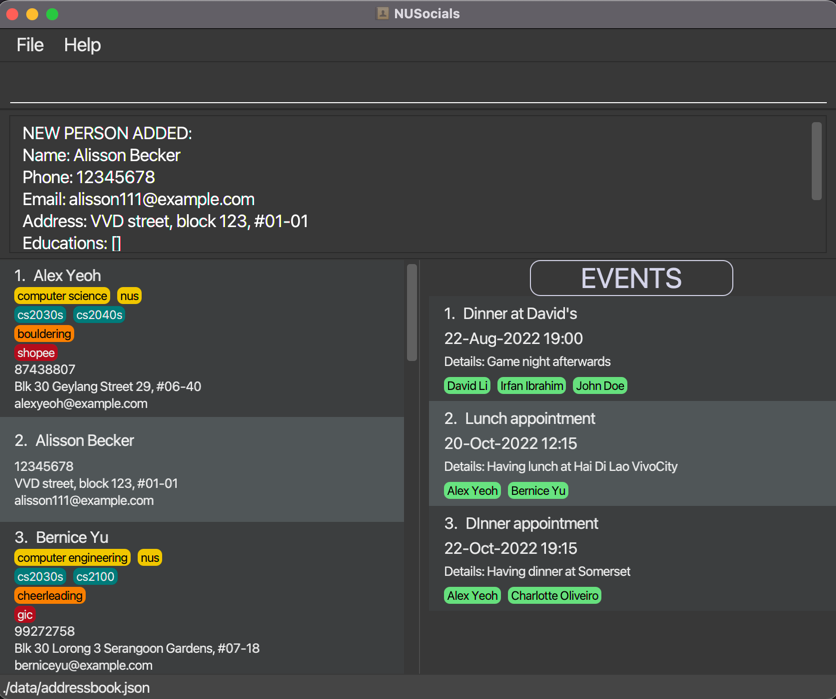 NUSocials
File Help
NEW PERSON ADDED:
Name: Alisson Becker
Phone: 12345678
Email: alisson111@example.com
Address: VVD street, block 123, #01-01
Educations: []
1. Alex Yeoh
computer science nus
cs2030s cs2040s
bouldering
shopee
87438807
Blk 30 Geylang Street 29, #06-40
alexyeoh@example.com
2. Alisson Becker
12345678
VVD street, block 123, #01-01
alisson111@example.com
3. Bernice Yu
computer engineering nus
cs2030s cs2100
cheerleading
gic
99272758
Blk 30 Lorong 3 Serangoon Gardens, #07-18
berniceyu@example.com
EVENTS
1. Dinner at David's
22-Aug-2022 19:00
Details: Game night afterwards
David Li Irfan Ibrahim John Doe
2. Lunch appointment
20-Oct-2022 12:15
Details: Having lunch at Hai Di Lao VivoCity
Alex Yeoh Bernice Yu
3. DInner appointment
22-Oct-2022 19:15
Details: Having dinner at Somerset
Alex Yeoh Charlotte Oliveiro
./data/addressbook.json